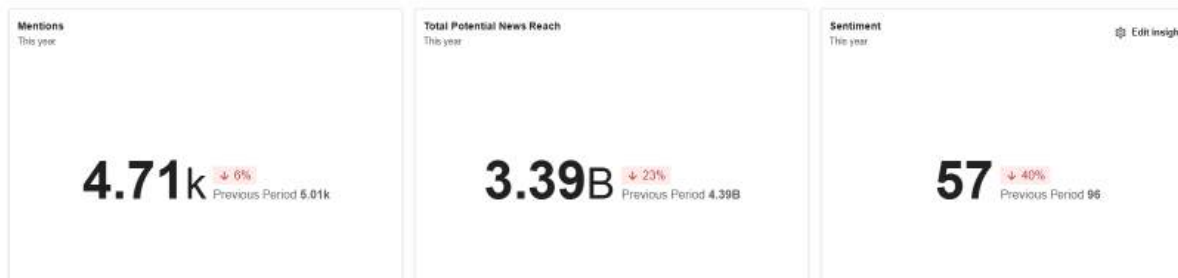 Mentions
This year
4.71k
↓ 6%
Previous Period 5.01k
Total Potential News Reach
This year
3.39B
↓ 23%
Previous Period 4.39B
Sentiment
This year
Edit insigh
57
↓ 40%
Previous Period 96